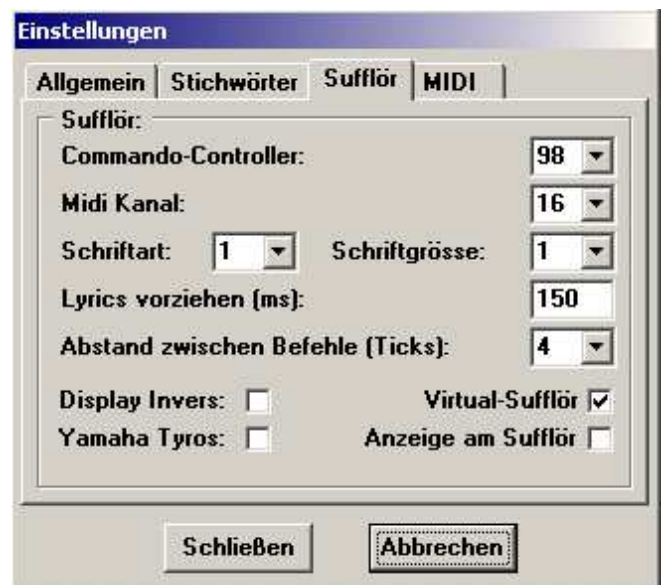 Einstellungen
Allgemein Stichwörter Sufflör MIDI
Sufflör:
Commando-Controller: 98
Midi Kanal: 16
Schriftart: 1 Schriftgrösse: 1
Lyrics vorziehen (ms): 150
Abstand zwischen Befehle (Ticks): 4
Display Invers: Virtual-Sufflör
Yamaha Tyros: Anzeige am Sufflör
Schließen Abbrechen